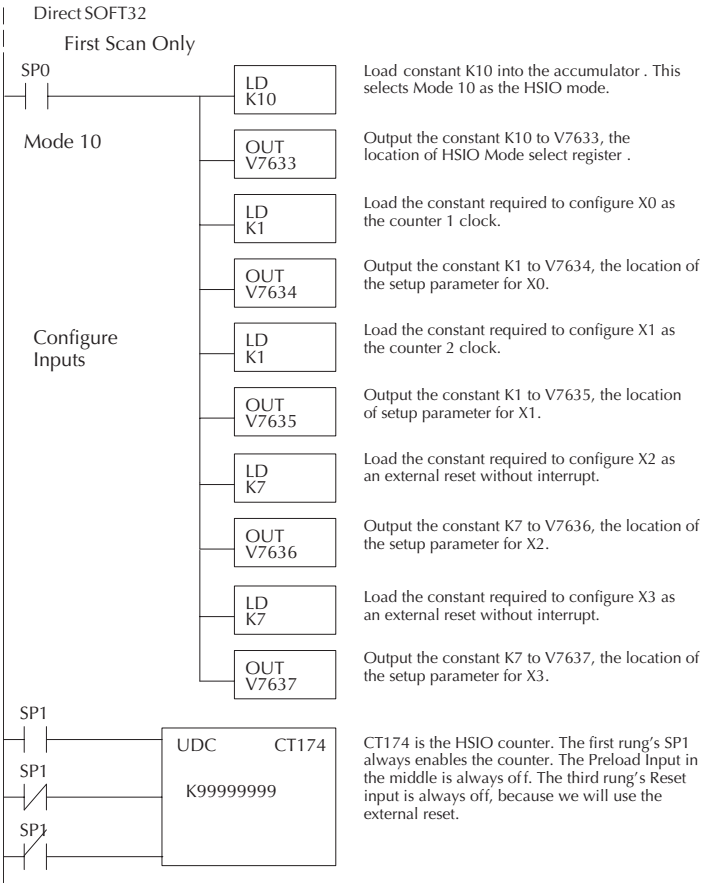 Direct SOFT32
First Scan Only
SP0
LD
K10
Load constant K10 into the accumulator . This
selects Mode 10 as the HSIO mode.
Mode 10
OUT
V7633
Output the constant K10 to V7633, the
location of HSIO Mode select register .
LD
K1
Load the constant required to configure X0 as
the counter 1 clock.
OUT
V7634
Output the constant K1 to V7634, the location of
the setup parameter for X0.
Configure
Inputs
LD
K1
Load the constant required to configure X1 as
the counter 2 clock.
OUT
V7635
Output the constant K1 to V7635, the location
of setup parameter for X1.
LD
K7
Load the constant required to configure X2 as
an external reset without interrupt.
OUT
V7636
Output the constant K7 to V7636, the location of
the setup parameter for X2.
LD
K7
Load the constant required to configure X3 as
an external reset without interrupt.
OUT
V7637
Output the constant K7 to V7637, the location of
the setup parameter for X3.
SP1
UDC CT174
SP1
K99999999
SP1
CT174 is the HSIO counter. The first rung's SP1
always enables the counter. The Preload Input in
the middle is always off. The third rung's Reset
input is always off, because we will use the
external reset.